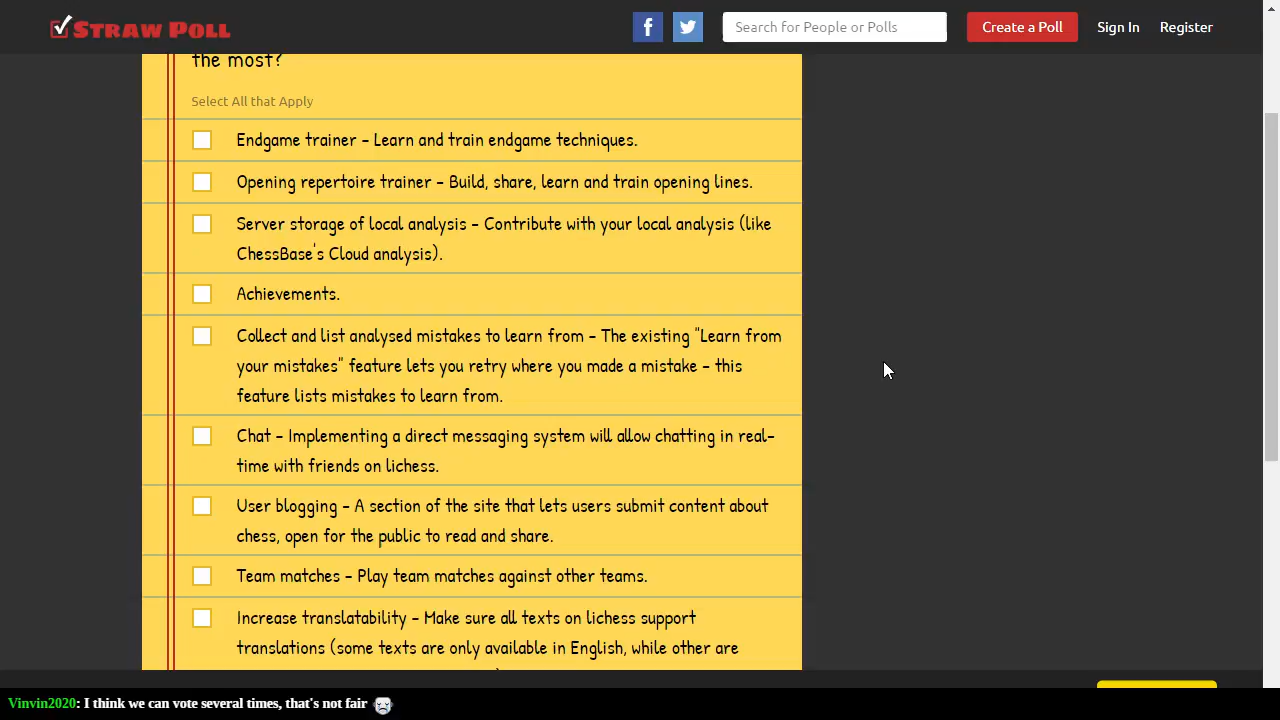 STRAW POLL
Search for People or Polls
Create a Poll
Sign In
Register
the most?
Select All that Apply
Endgame trainer - Learn and train endgame techniques.
Opening repertoire trainer - Build, share, learn and train opening lines.
Server storage of local analysis - Contribute with your local analysis (like
ChessBase's Cloud analysis).
Achievements.
Collect and list analysed mistakes to learn from - The existing "Learn from
your mistakes" feature lets you retry where you made a mistake - this
feature lists mistakes to learn from.
Chat - Implementing a direct messaging system will allow chatting in real-
time with friends on lichess.
User blogging - A section of the site that lets users submit content about
chess, open for the public to read and share.
Team matches - Play team matches against other teams.
Increase translatability - Make sure all texts on lichess support
translations (some texts are only available in English, while other are
Vinvin2020: I think we can vote several times, that's not fair